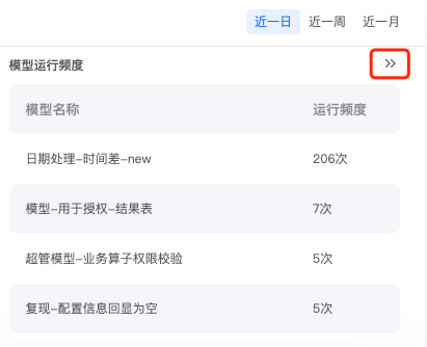 近一日 近一周 近一月
模型运行频度 »
模型名称 运行频度
日期处理-时间差-new 206次
模型-用于授权-结果表 7次
超管模型-业务算子权限校验 5次
复现-配置信息回显为空 5次